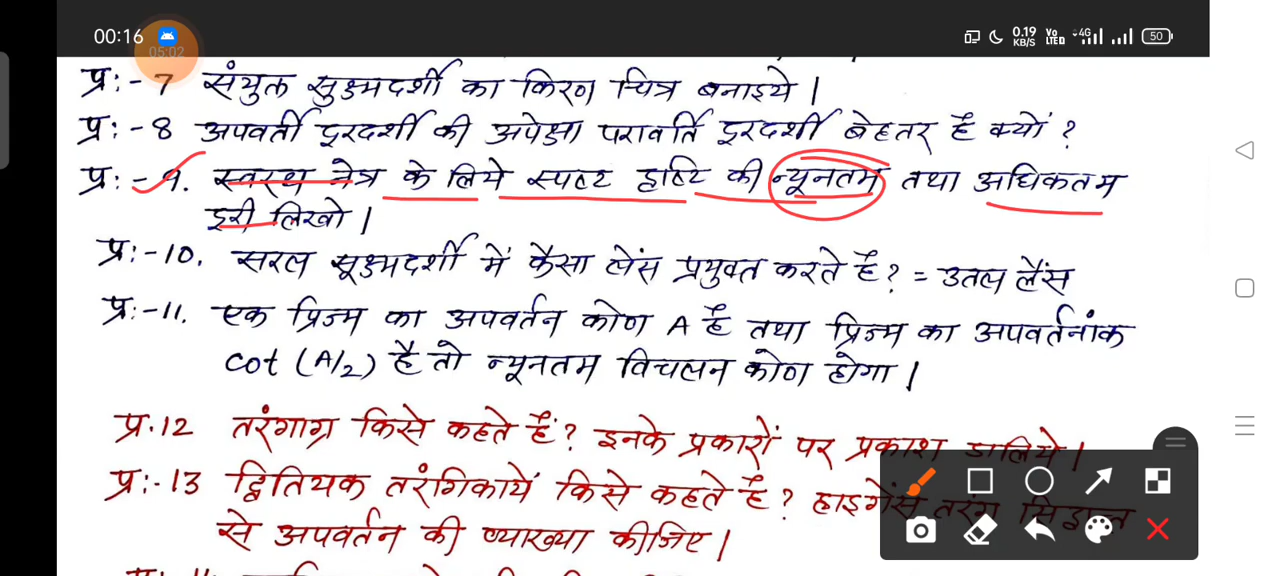 00:16
0.19 KB/S Vo LTED 4G 50
05:02
प्र:-7 संयुक्त सुक्ष्मदर्शी का किरण चित्र बनाइये।
प्र:-8 अपवर्ती दूरदर्शी की अपेक्षा परावर्ति दूरदर्शी बेहतर है क्यों?
प्र:-9. स्वस्थ नेत्र के लिये स्पष्ट दृष्टि की न्यूनतम तथा अधिकतम
दूरी लिखो।
प्र:-10. सरल सूक्ष्मदर्शी में कैसा लेंस प्रयुक्त करते है? = उत्तल लैंस
प्र:-11. एक प्रिज्म का अपवर्तन कोण A है तथा प्रिज्म का अपवर्तनांक
cot (A/2) है तो न्यूनतम विचलन कोण होगा।
प्र.12 तरंगाग्र किसे कहते हैं? इनके प्रकारों पर प्रकाश डालिये।
प्र:-13 द्वितियक तरंगिकायें किसे कहते है? हाइगेंस तरंग सिद्धान्त
से अपवर्तन की व्याख्या कीजिए।